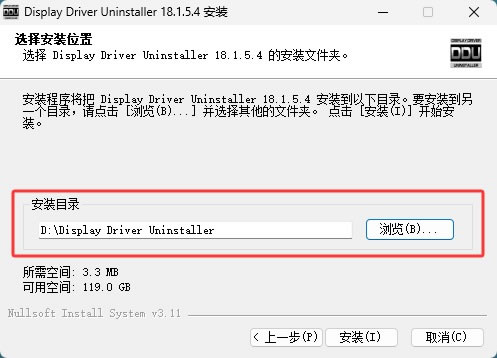 Display Driver Uninstaller 18.1.5.4 安装
选择安装位置
选择 Display Driver Uninstaller 18.1.5.4 的安装文件夹。
DISPLAY DRIVER
DDU
UNINSTALLER
安装程序将把 Display Driver Uninstaller 18.1.5.4 安装到以下目录。要安装到另
一个目录，请点击 [浏览(B)...] 并选择其他的文件夹。 点击 [安装(I)] 开始安
装。
安装目录
D:\Display Driver Uninstaller
浏览(B)...
所需空间: 3.3 MB
可用空间: 119.0 GB
Nullsoft Install System v3.11
< 上一步(P)
安装(I)
取消(C)